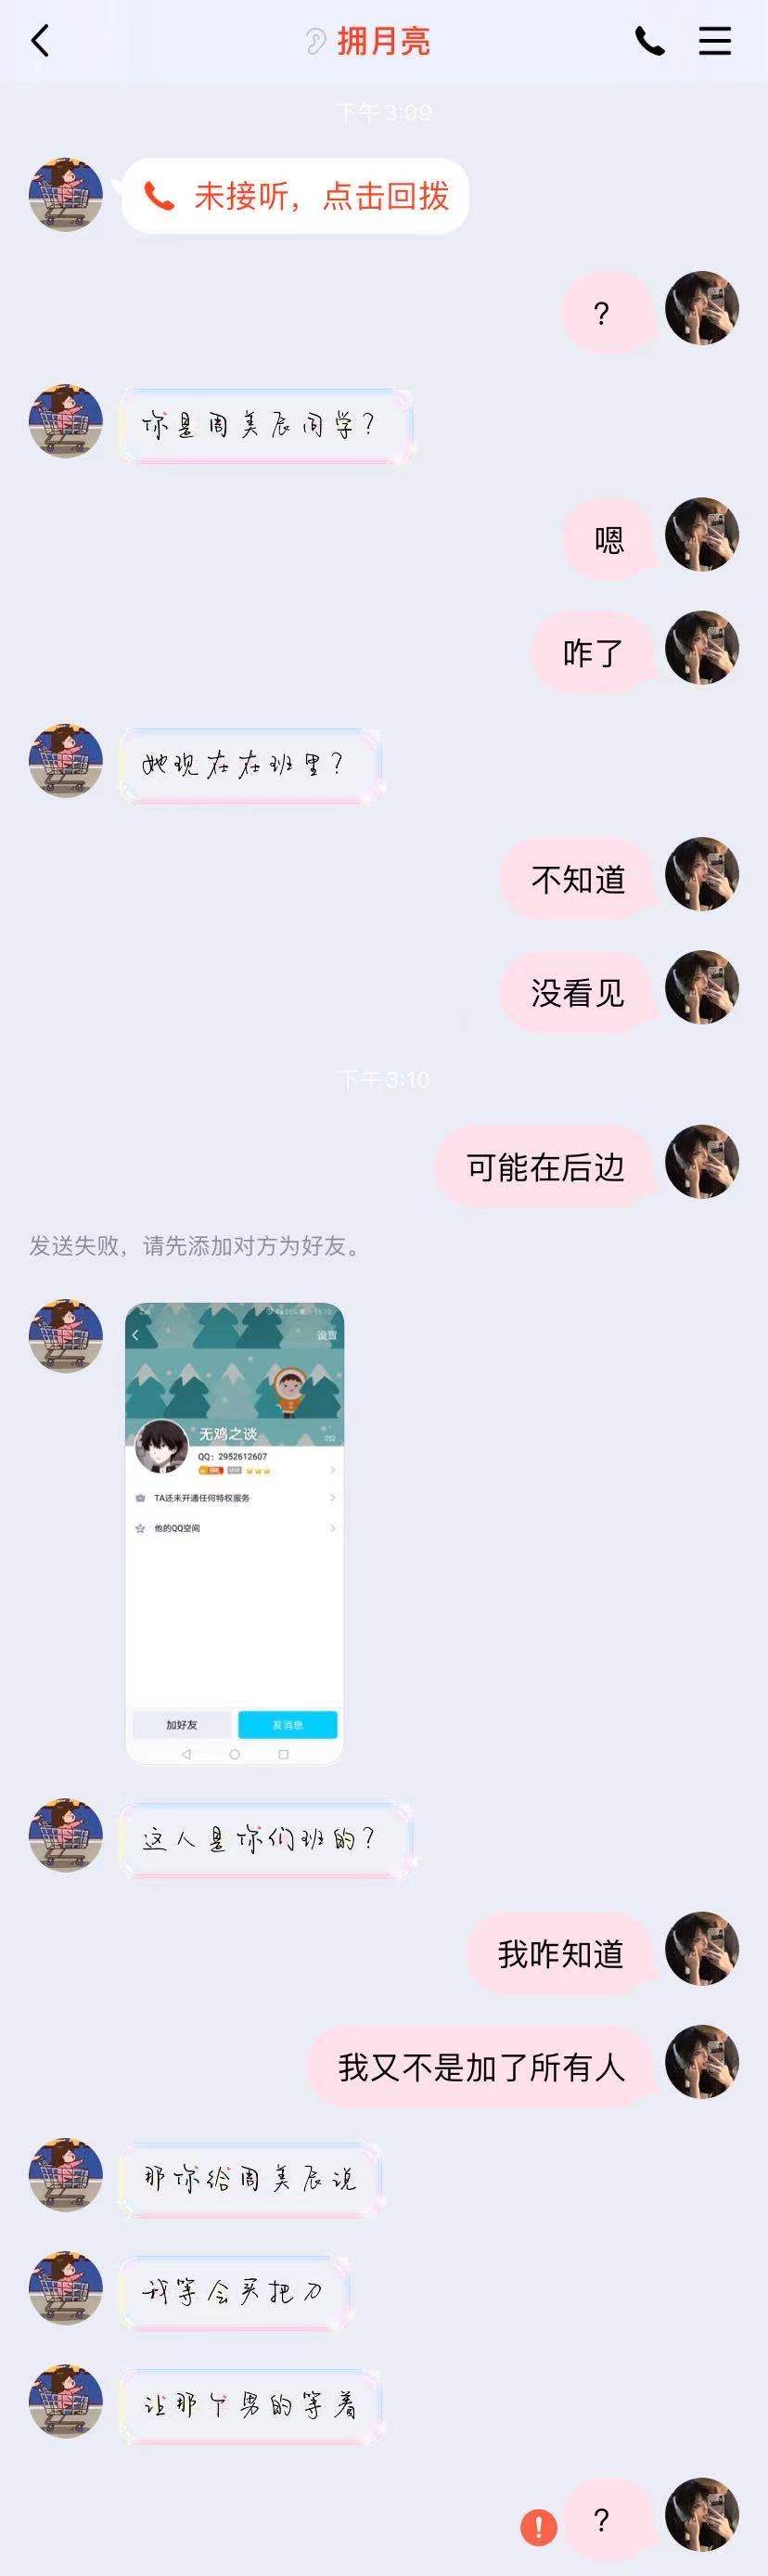 拥月亮
下午 3:09
未接听，点击回拨
?
你是周美辰同学?
嗯
咋了
她现在在班里?
不知道
没看见
下午 3:10
可能在后边
发送失败，请先添加对方为好友。
设置
无鸡之谈
252
QQ：2952612607
TA还未开通任何特权服务
他的QQ空间
加好友
发消息
这人是你们班的?
我咋知道
我又不是加了所有人
那你给周美辰说
我等会买把刀
让那个男的等着
?